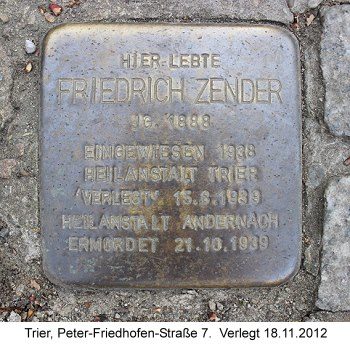 HIER LEBTE
FRIEDRICH ZENDER
JG. 1888
EINGEWIESEN 1938
HEILANSTALT TRIER
"VERLEGT" 15.8.1939
HEILANSTALT ANDERNACH
ERMORDET 21.10.1939
Trier, Peter-Friedhofen-Straße 7. Verlegt 18.11.2012